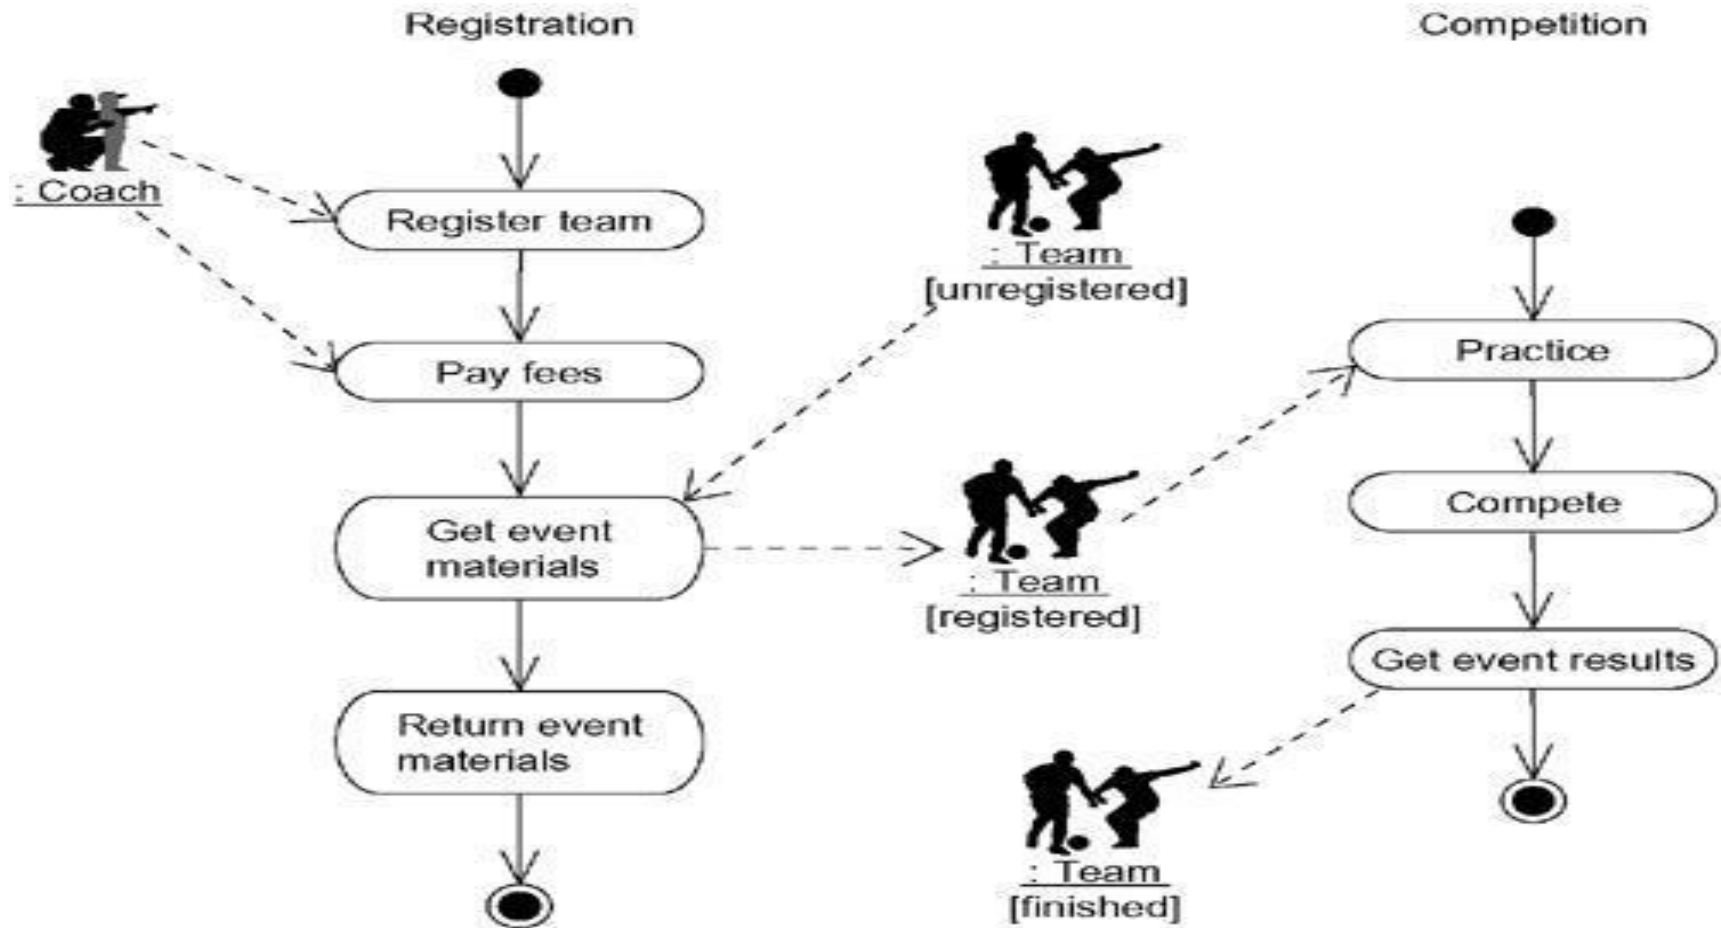 Registration
Competition
: Coach
Register team
: Team
[unregistered]
Pay fees
Practice
Get event
materials
: Team
[registered]
Compete
Get event results
Return event
materials
: Team
[finished]